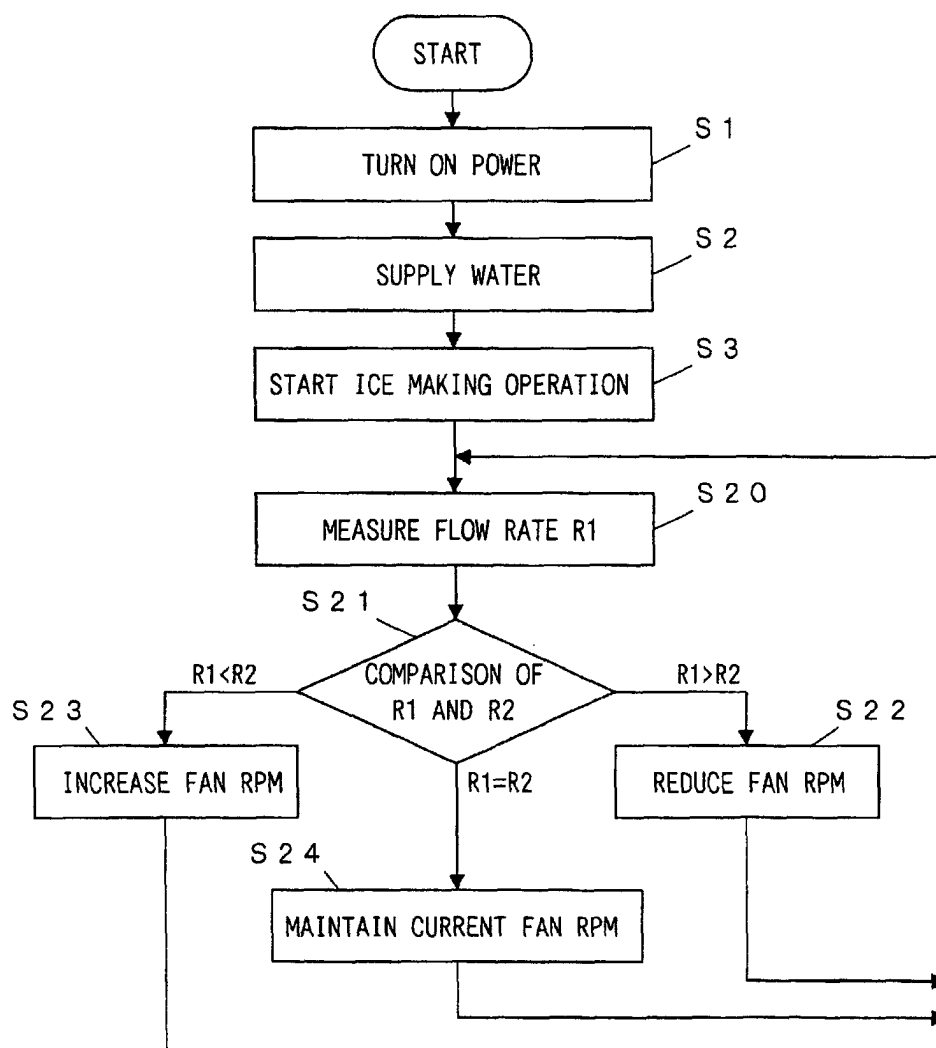 START
S1
TURN ON POWER
S2
SUPPLY WATER
S3
START ICE MAKING OPERATION
S20
MEASURE FLOW RATE R1
S21
COMPARISON OF
R1 AND R2
R1<R2
R1>R2
S23
S22
INCREASE FAN RPM
R1=R2
REDUCE FAN RPM
S24
MAINTAIN CURRENT FAN RPM